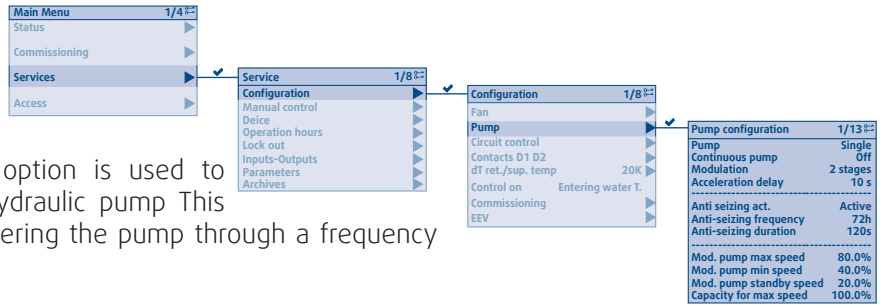 Main Menu 1/4
Status
Commissioning
Services
Access
Service 1/8
Configuration
Manual control
Deice
Operation hours
Lock out
Inputs-Outputs
Parameters
Archives
Configuration 1/8
Fan
Pump
Circuit control
Contacts D1 D2
dT ret./sup. temp 20K
Control on Entering water T.
Commissioning
EEV
Pump configuration 1/13
Pump Single
Continuous pump Off
Modulation 2 stages
Acceleration delay 10 s
Anti seizing act. Active
Anti-seizing frequency 72h
Anti-seizing duration 120s
Mod. pump max speed 80.0%
Mod. pump min speed 40.0%
Mod. pump standby speed 20.0%
Capacity for max speed 100.0%
option is used to
ydraulic pump This
ering the pump through a frequency